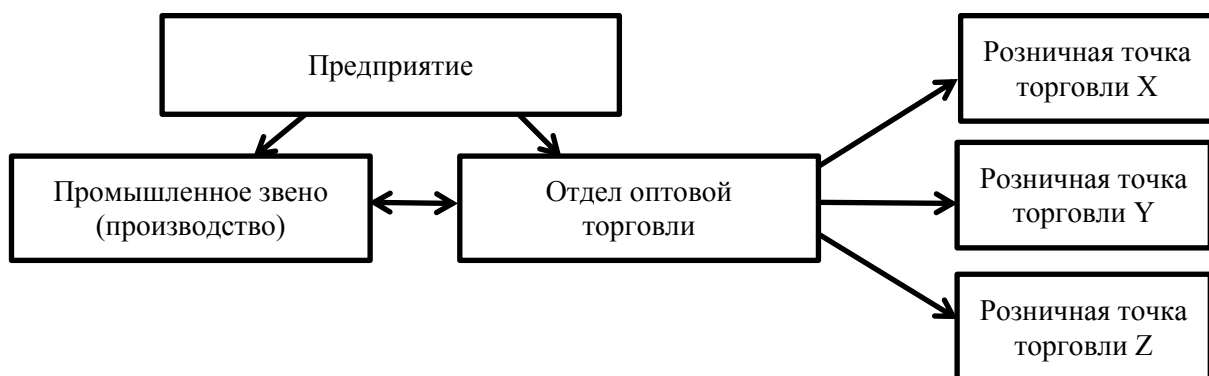 Предприятие
Промышленное звено
(производство)
Отдел оптовой
торговли
Розничная точка
торговли X
Розничная точка
торговли Y
Розничная точка
торговли Z